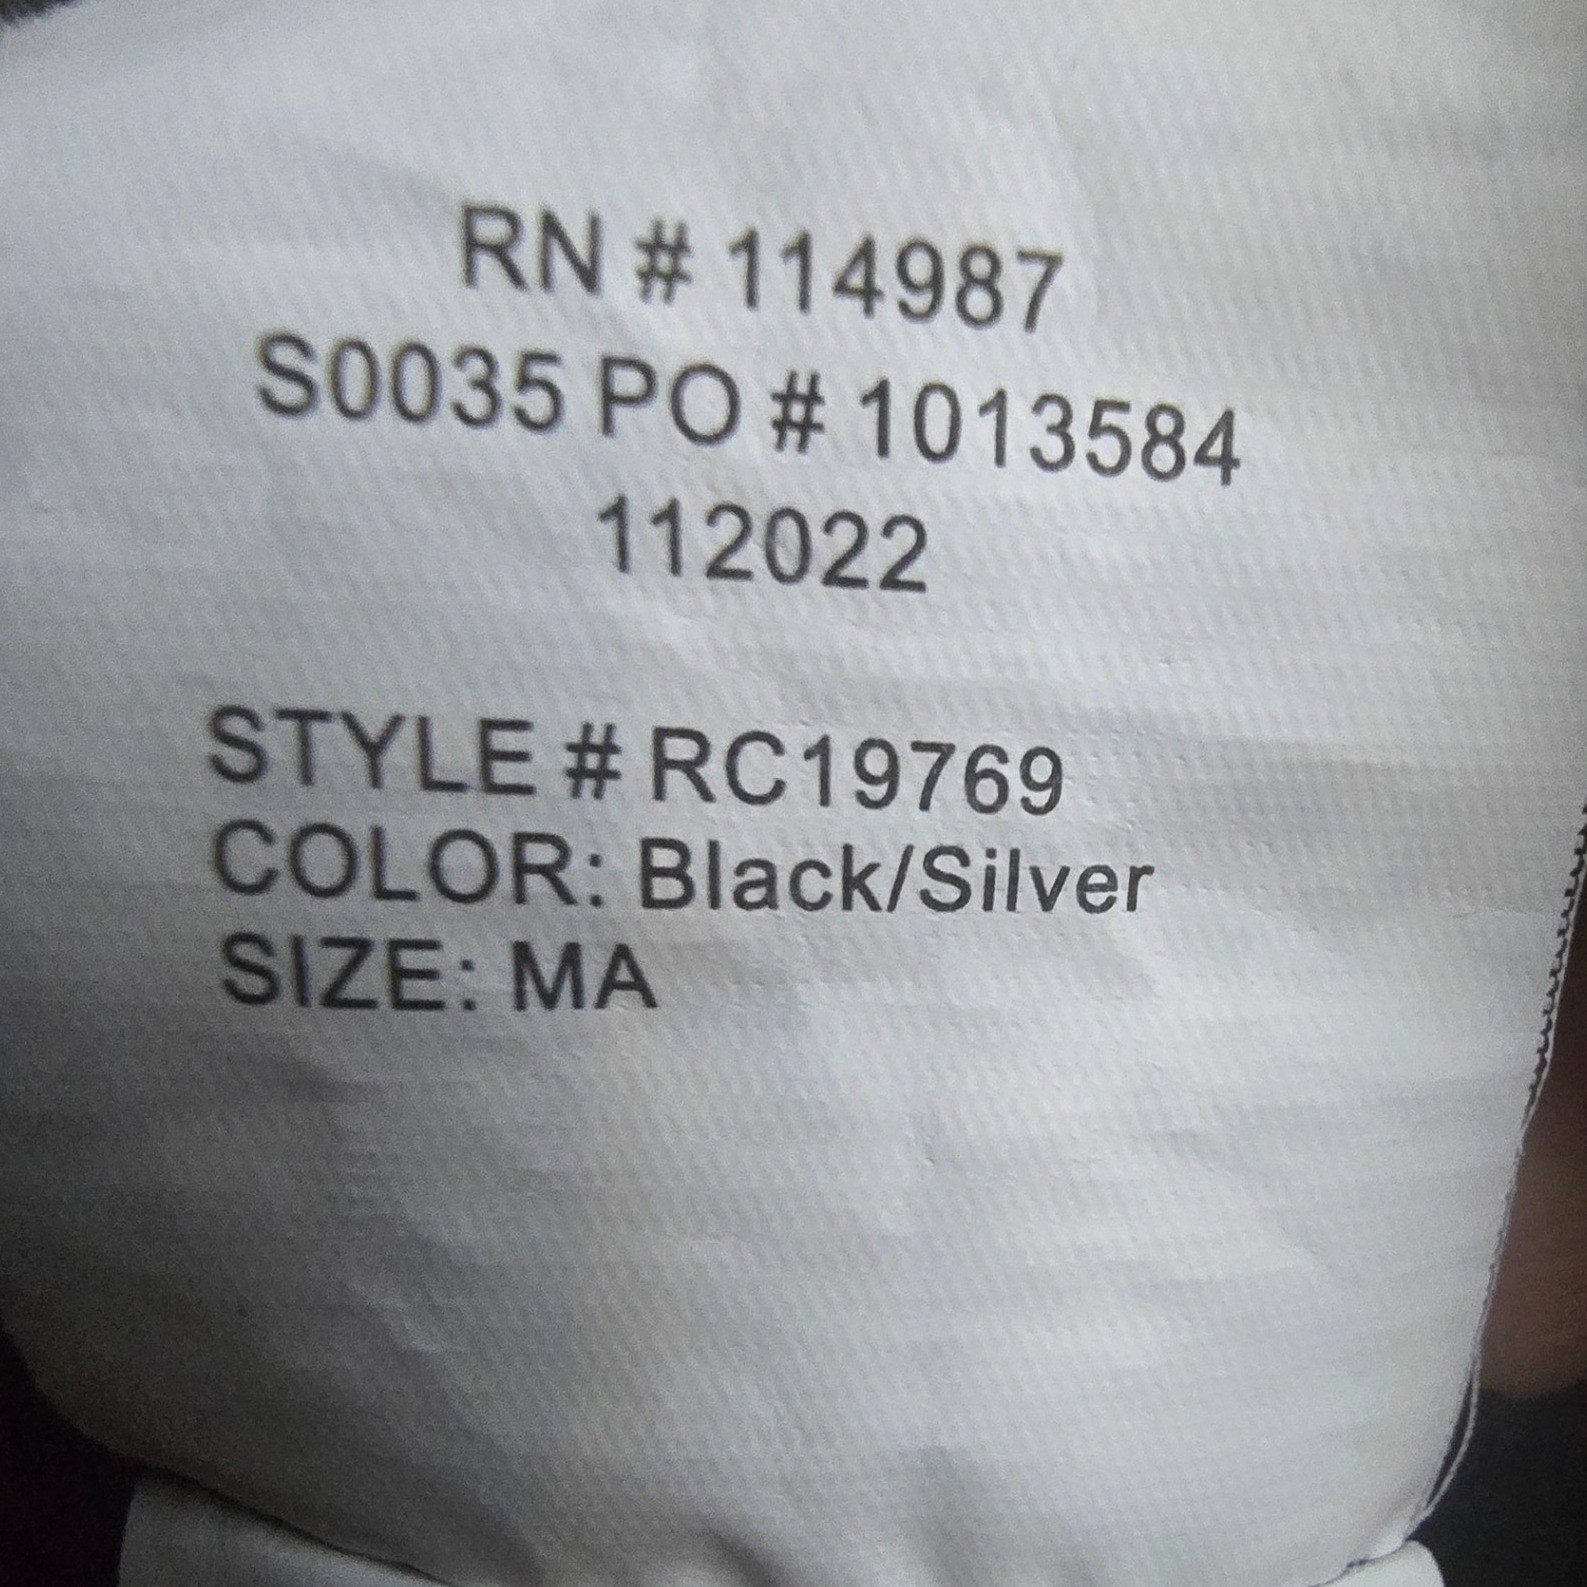 RN # 114987
S0035 PO # 1013584
112022
STYLE # RC19769
COLOR: Black/Silver
SIZE: MA